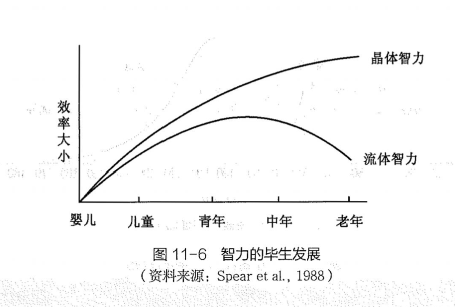 晶体智力
效率大小
流体智力
婴儿 儿童 青年 中年 老年
图 11-6 智力的毕生发展
(资料来源:Spear et al., 1988)